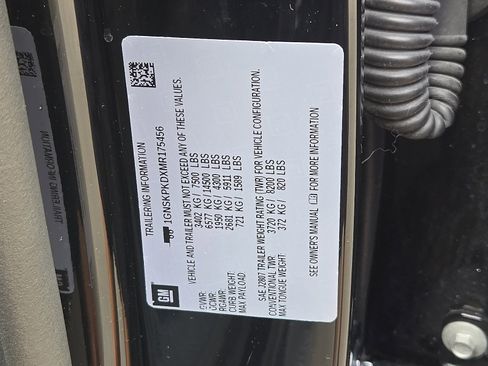 GM
TRAILERING INFORMATION
1GNSKPKDXMR175456
VEHICLE AND TRAILER MUST NOT EXCEED ANY OF THESE VALUES.
GVWR: 3402 KG / 7500 LBS
GCWR: 6577 KG / 14500 LBS
RGAWR: 1950 KG / 4300 LBS
CURB WEIGHT: 2681 KG / 5911 LBS
MAX PAYLOAD: 721 KG / 1589 LBS
SAE J2807 TRAILER WEIGHT RATING (TWR) FOR VEHICLE CONFIGURATION.
CONVENTIONAL TWR: 3720 KG / 8200 LBS
MAX TONGUE WEIGHT: 372 KG / 820 LBS
SEE OWNER'S MANUAL FOR MORE INFORMATION